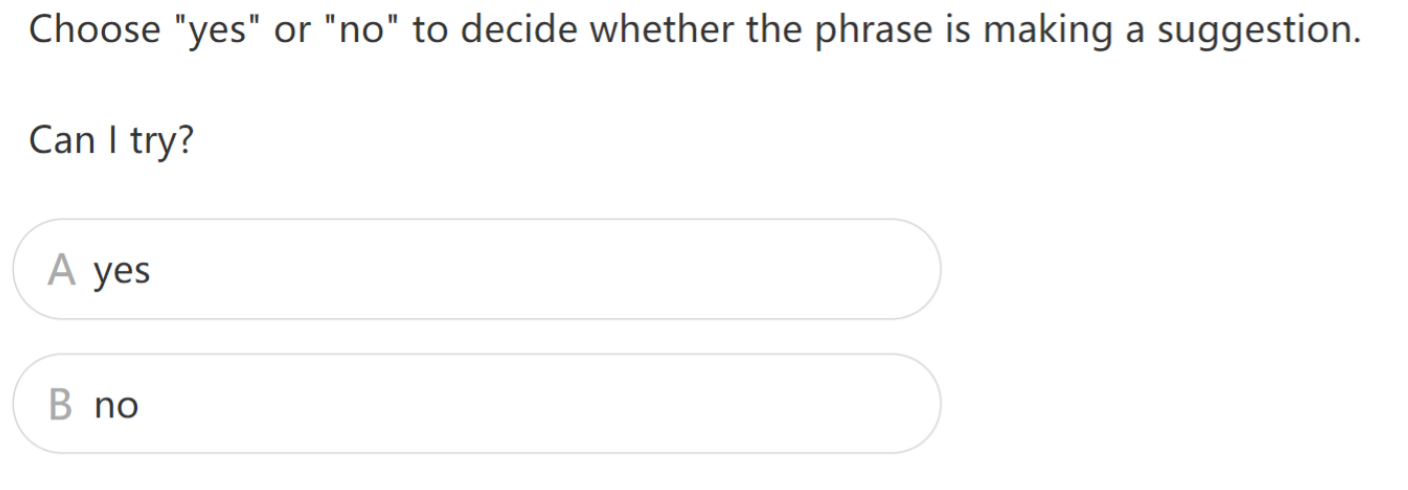 Choose "yes" or "no" to decide whether the phrase is making a suggestion.
Can I try?
A yes
B no